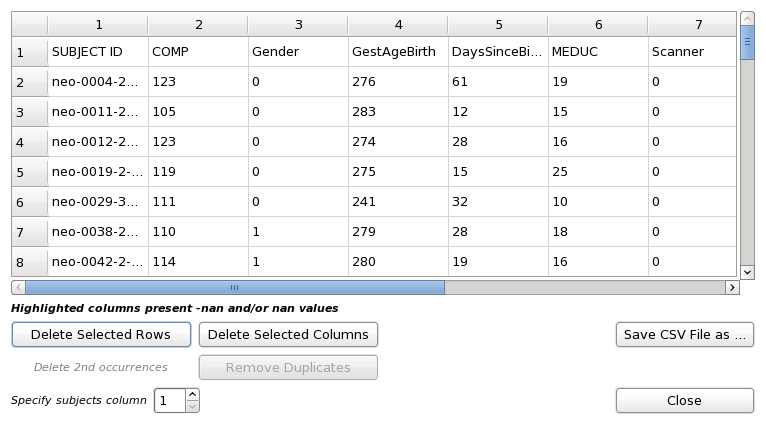 1 2 3 4 5 6 7
1 SUBJECT ID COMP Gender GestAgeBirth DaysSinceBi... MEDUC Scanner
2 neo-0004-2... 123 0 276 61 19 0
3 neo-0011-2... 105 0 283 12 15 0
4 neo-0012-2... 123 0 274 28 16 0
5 neo-0019-2-... 119 0 275 15 25 0
6 neo-0029-3... 111 0 241 32 10 0
7 neo-0038-2... 110 1 279 28 18 0
8 neo-0042-2-... 114 1 280 19 16 0
Highlighted columns present -nan and/or nan values
Delete Selected Rows Delete Selected Columns Save CSV File as ...
Delete 2nd occurrences Remove Duplicates
Specify subjects column 1 Close